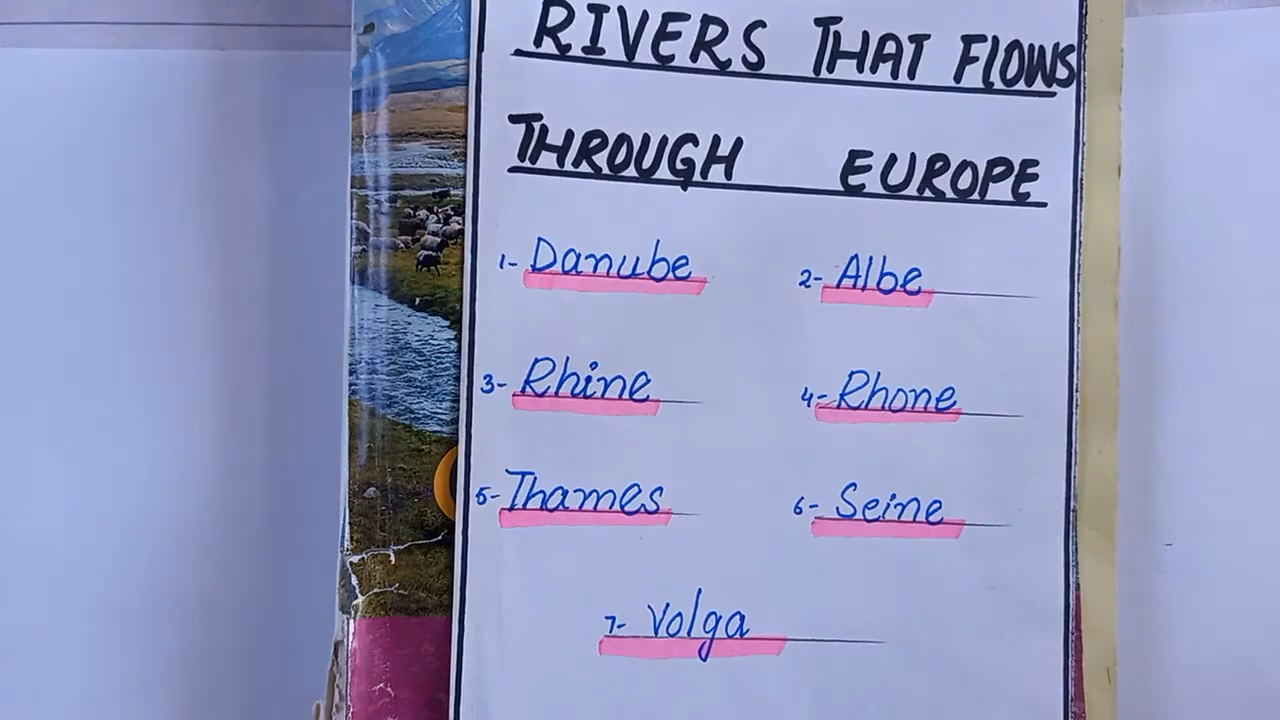 RIVERS THAT FLOWS
THROUGH EUROPE
1- Danube 2- Albe
3- Rhine 4- Rhone
5- Thames 6- Seine
7- Volga